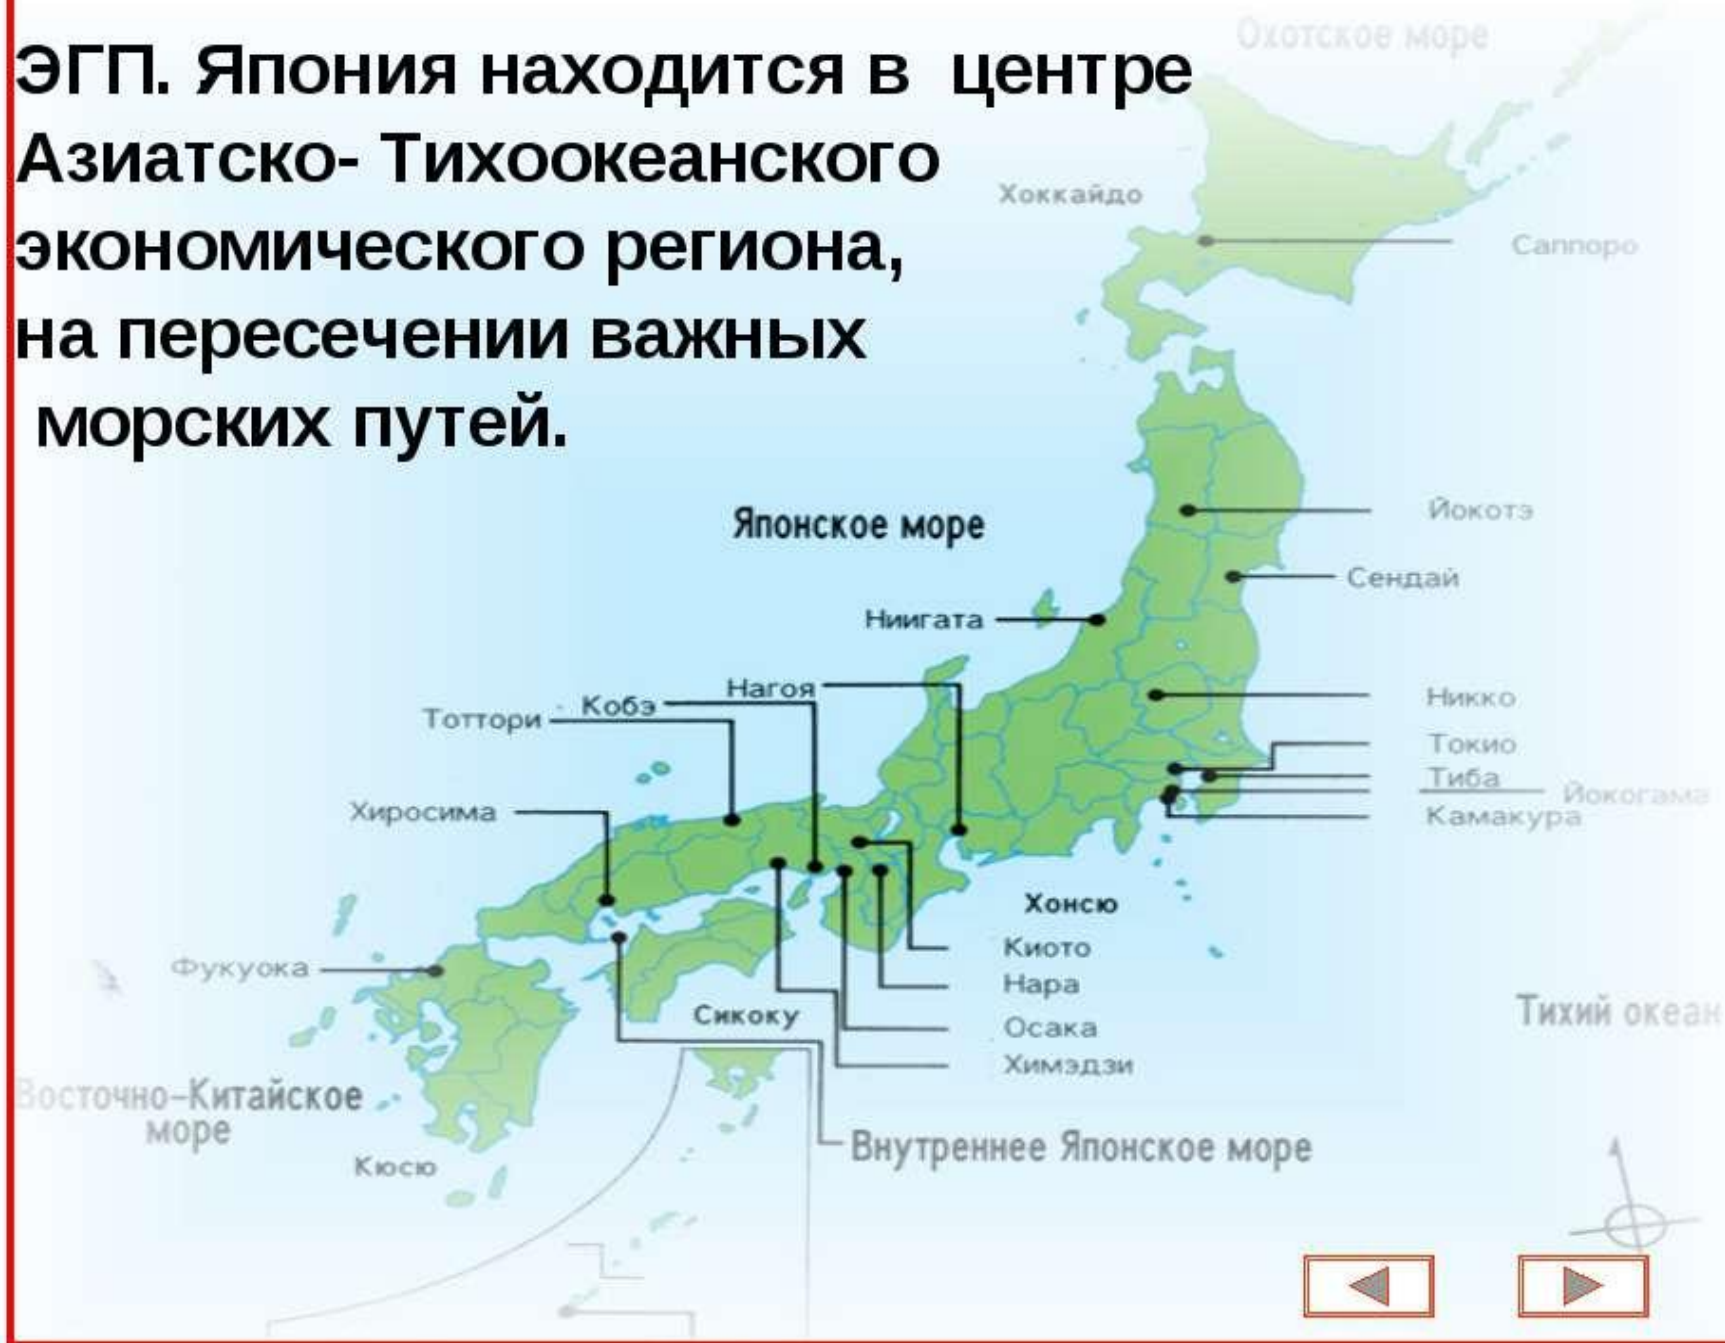 ЭГП. Япония находится в центре
Азиатско- Тихоокеанского
экономического региона,
на пересечении важных
морских путей.
Охотское море
Хоккайдо
Саппоро
Японское море
Йокотэ
Сендай
Ниигата
Нагоя
Кобэ
Тоттори
Никко
Токио
Тиба
Йокогама
Камакура
Хиросима
Хонсю
Киото
Нара
Осака
Химэдзи
Фукуока
Сикоку
Тихий океан
Восточно-Китайское
море
Внутреннее Японское море
Кюсю